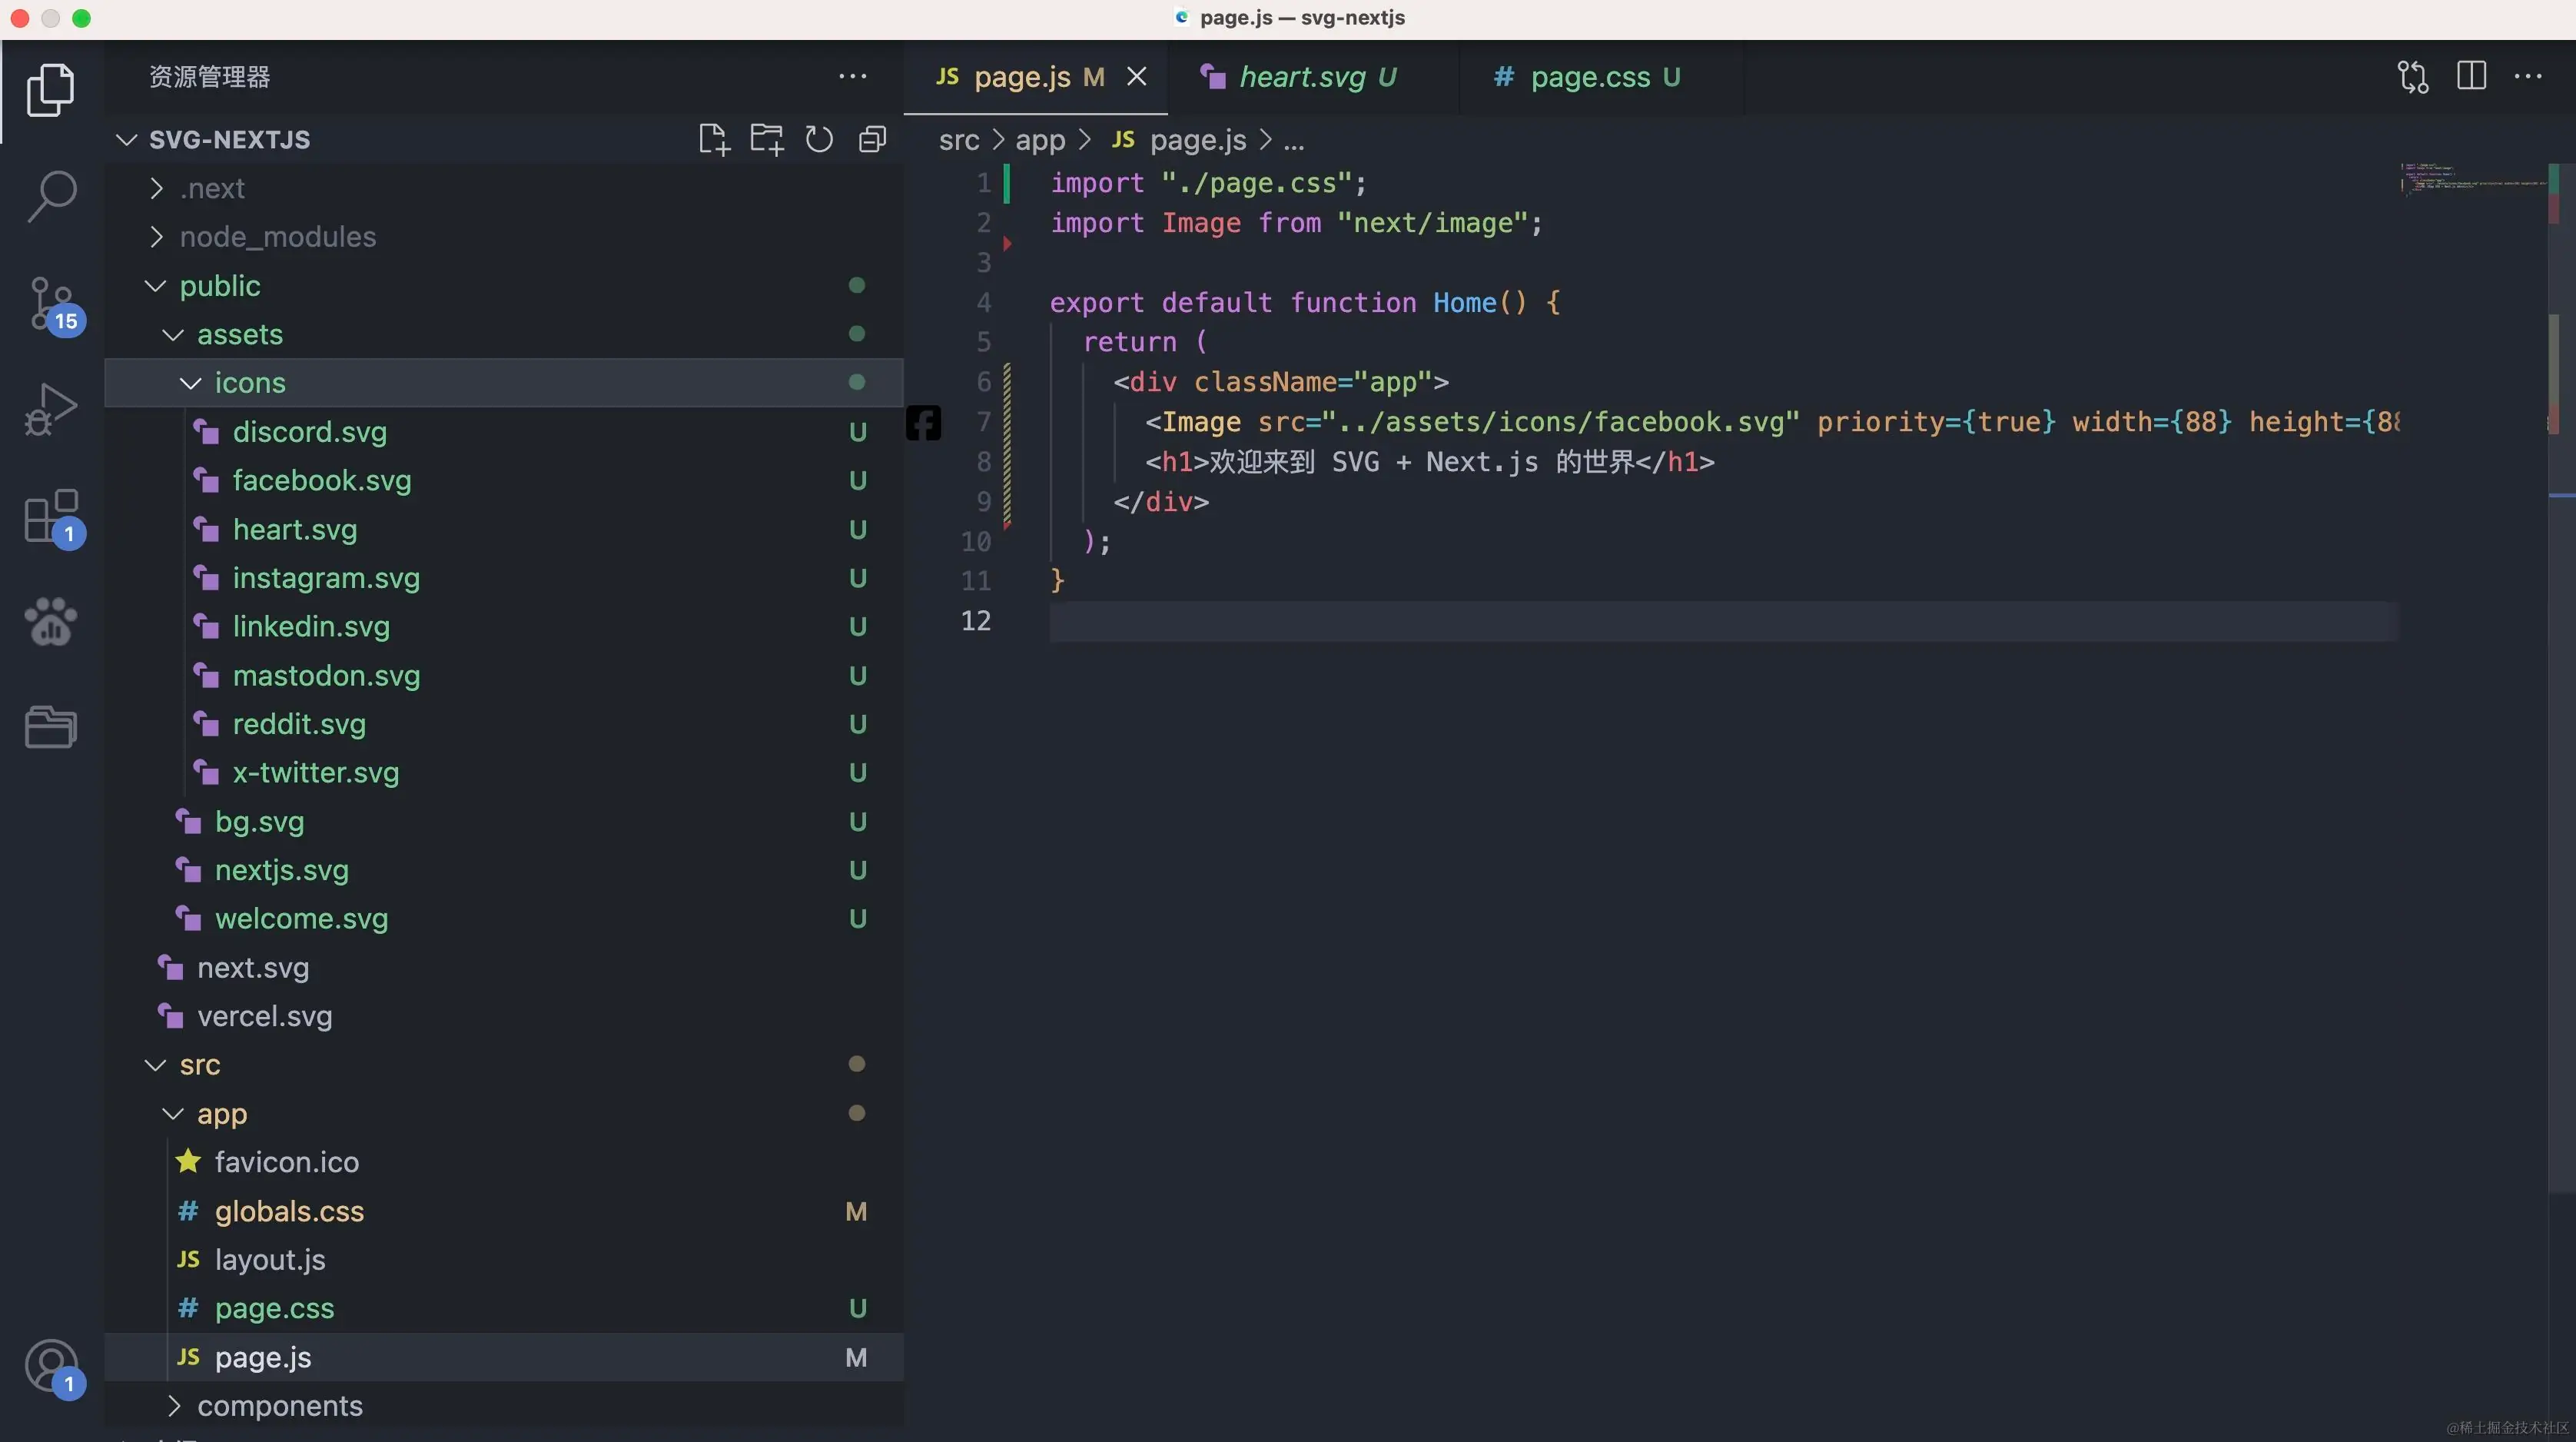 page.js — svg-nextjs
资源管理器
SVG-NEXTJS
.next
node_modules
public
assets
icons
discord.svg U
facebook.svg U
heart.svg U
instagram.svg U
linkedin.svg U
mastodon.svg U
reddit.svg U
x-twitter.svg U
bg.svg U
nextjs.svg U
welcome.svg U
next.svg
vercel.svg
src
app
favicon.ico
# globals.css M
JS layout.js
# page.css U
JS page.js M
components
15
1
1
JS page.js M
heart.svg U
# page.css U
src > app > JS page.js > ...
1 import "./page.css";
2 import Image from "next/image";
3
4 export default function Home() {
5 return (
6 <div className="app">
7 <Image src="../assets/icons/facebook.svg" priority={true} width={88} height={88
8 <h1>欢迎来到 SVG + Next.js 的世界</h1>
9 </div>
10 );
11 }
12
@稀土掘金技术社区